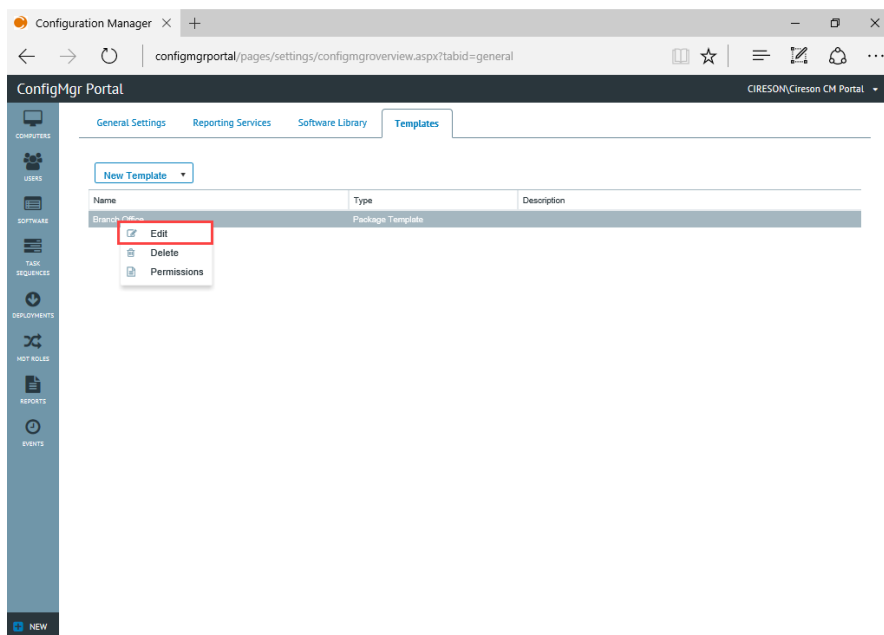 Configuration Manager
configmgrportal/pages/settings/configmgroverview.aspx?tabid=general
ConfigMgr Portal
CIRESON\Cireson CM Portal
COMPUTERS
USERS
SOFTWARE
TASK
SEQUENCES
DEPLOYMENTS
MDT ROLES
REPORTS
EVENTS
NEW
General Settings Reporting Services Software Library Templates
New Template
Name Type Description
Branch Office Package Template
Edit
Delete
Permissions